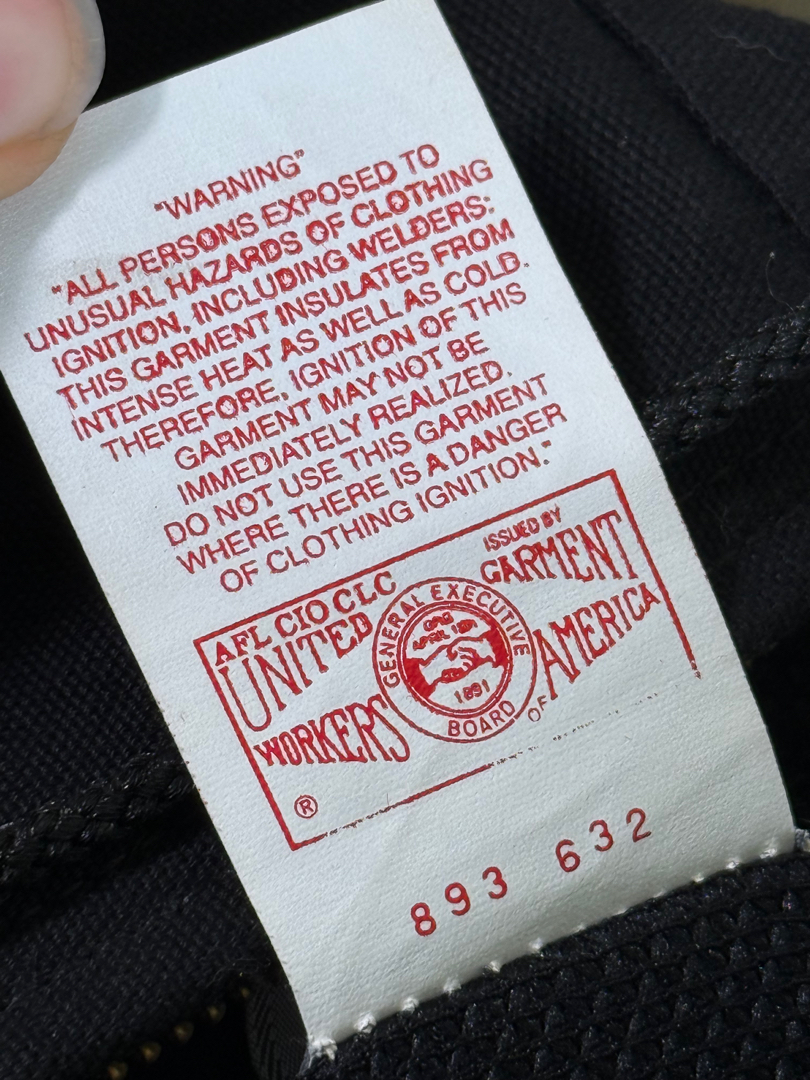 "WARNING"
"ALL PERSONS EXPOSED TO
UNUSUAL HAZARDS OF CLOTHING
IGNITION, INCLUDING WELDERS:
THIS GARMENT INSULATES FROM
INTENSE HEAT AS WELL AS COLD.
THEREFORE, IGNITION OF THIS
GARMENT MAY NOT BE
IMMEDIATELY REALIZED.
DO NOT USE THIS GARMENT
WHERE THERE IS A DANGER
OF CLOTHING IGNITION."
AFL CIO CLC
ISSUED BY
UNITED
GARMENT
WORKERS
OF
AMERICA
GENERAL EXECUTIVE
BOARD
1891
®
893 632